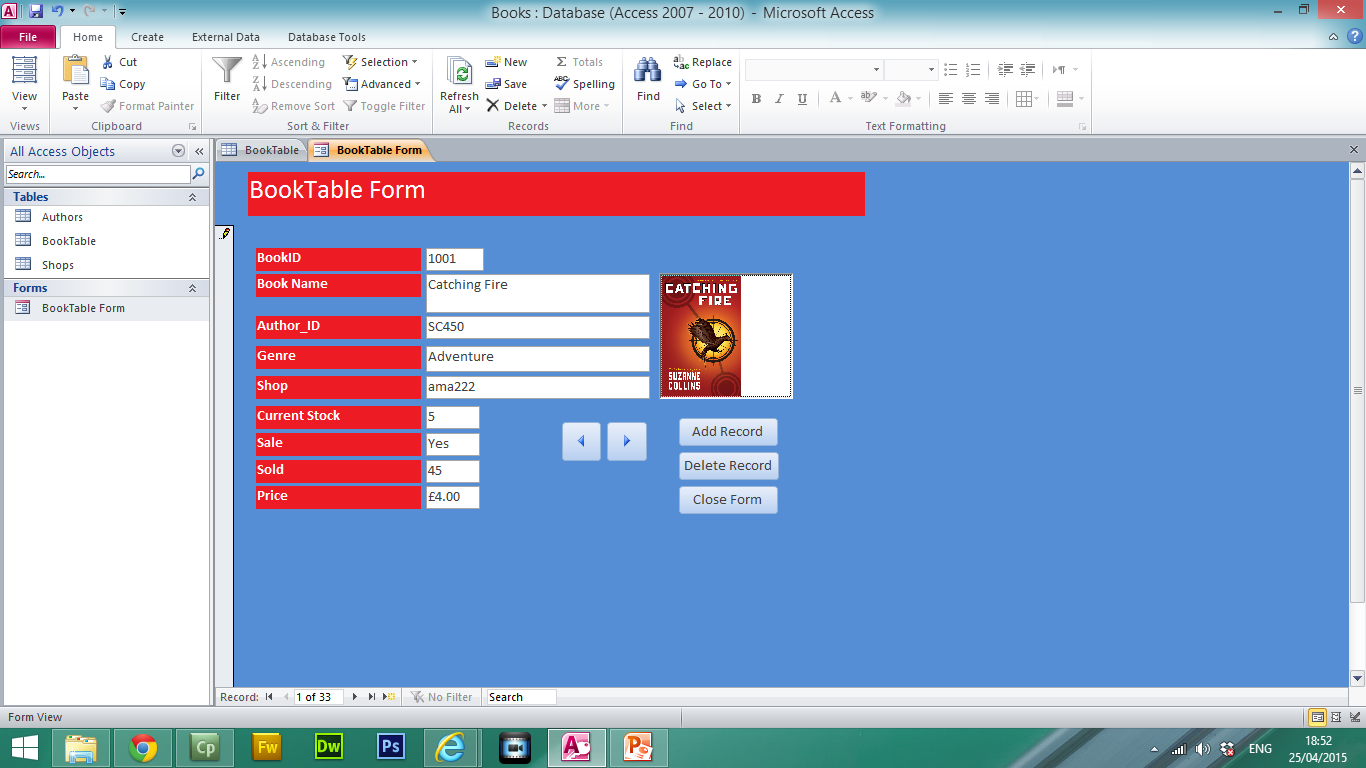 Books : Database (Access 2007 - 2010) - Microsoft Access
File Home Create External Data Database Tools
View
Views
Paste
Cut
Copy
Format Painter
Clipboard
Filter
Ascending
Descending
Remove Sort
Selection
Advanced
Toggle Filter
Sort & Filter
Refresh
All
New
Save
Delete
Totals
Spelling
More
Records
Find
Replace
Go To
Select
Find
B I U A ab
Text Formatting
All Access Objects
Search...
Tables
Authors
BookTable
Shops
Forms
BookTable Form
BookTable BookTable Form
BookTable Form
BookID 1001
Book Name Catching Fire
Author_ID SC450
Genre Adventure
Shop ama222
Current Stock 5
Sale Yes
Sold 45
Price £4.00
CATCHING
FIRE
SUZANNE
COLLINS
Add Record
Delete Record
Close Form
Record: 1 of 33 No Filter Search
Form View
Cp Fw Dw Ps
ENG
18:52
25/04/2015